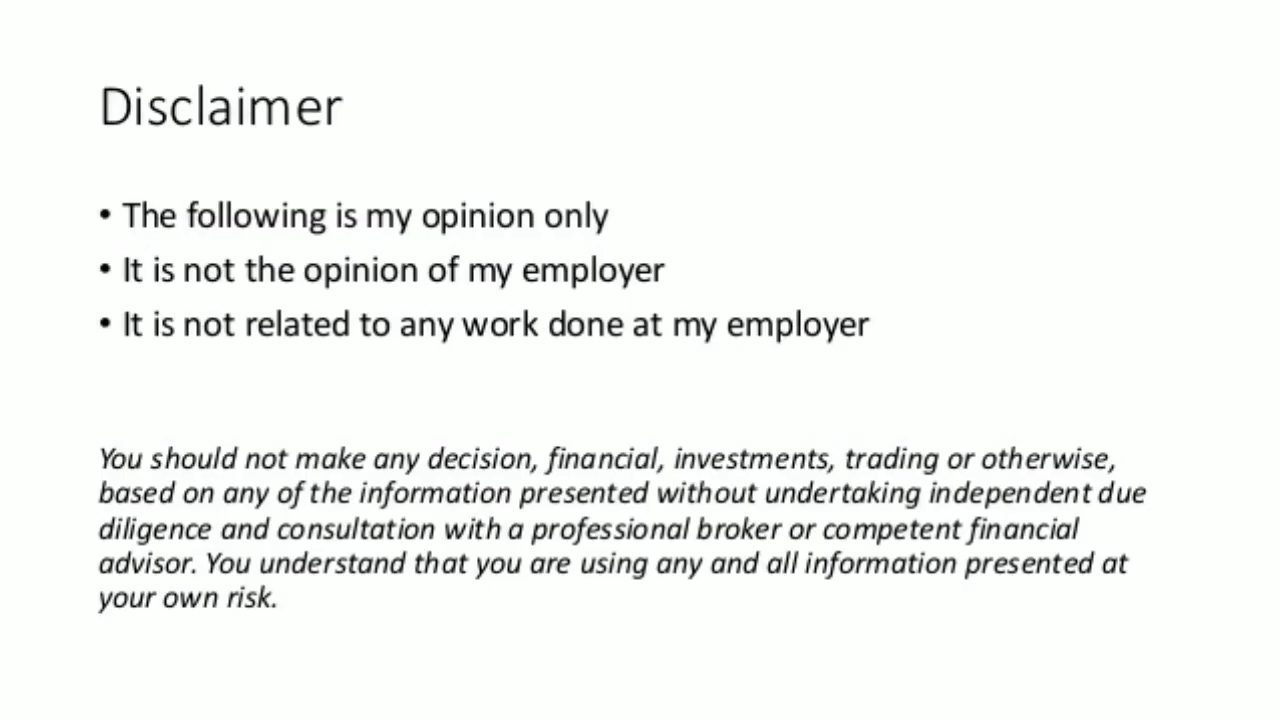 Disclaimer
• The following is my opinion only
• It is not the opinion of my employer
• It is not related to any work done at my employer
You should not make any decision, financial, investments, trading or otherwise,
based on any of the information presented without undertaking independent due
diligence and consultation with a professional broker or competent financial
advisor. You understand that you are using any and all information presented at
your own risk.